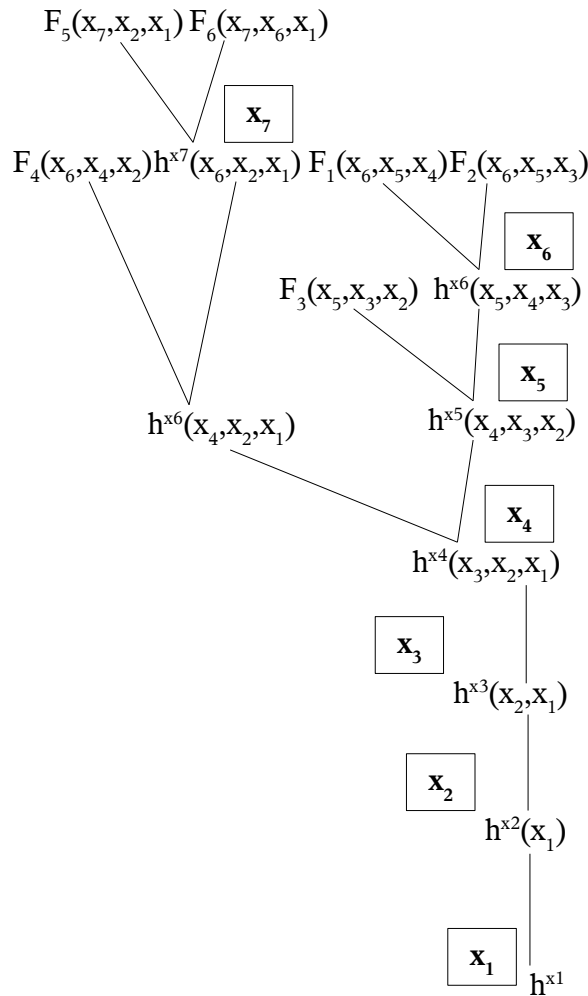 F₅(x₇,x₂,x₁) F₆(x₇,x₆,x₁)
x₇
F₄(x₆,x₄,x₂) hˣ⁷(x₆,x₂,x₁) F₁(x₆,x₅,x₄) F₂(x₆,x₅,x₃)
x₆
F₃(x₅,x₃,x₂) hˣ⁶(x₅,x₄,x₃)
x₅
hˣ⁶(x₄,x₂,x₁) hˣ⁵(x₄,x₃,x₂)
x₄
hˣ⁴(x₃,x₂,x₁)
x₃
hˣ³(x₂,x₁)
x₂
hˣ²(x₁)
x₁
hˣ¹